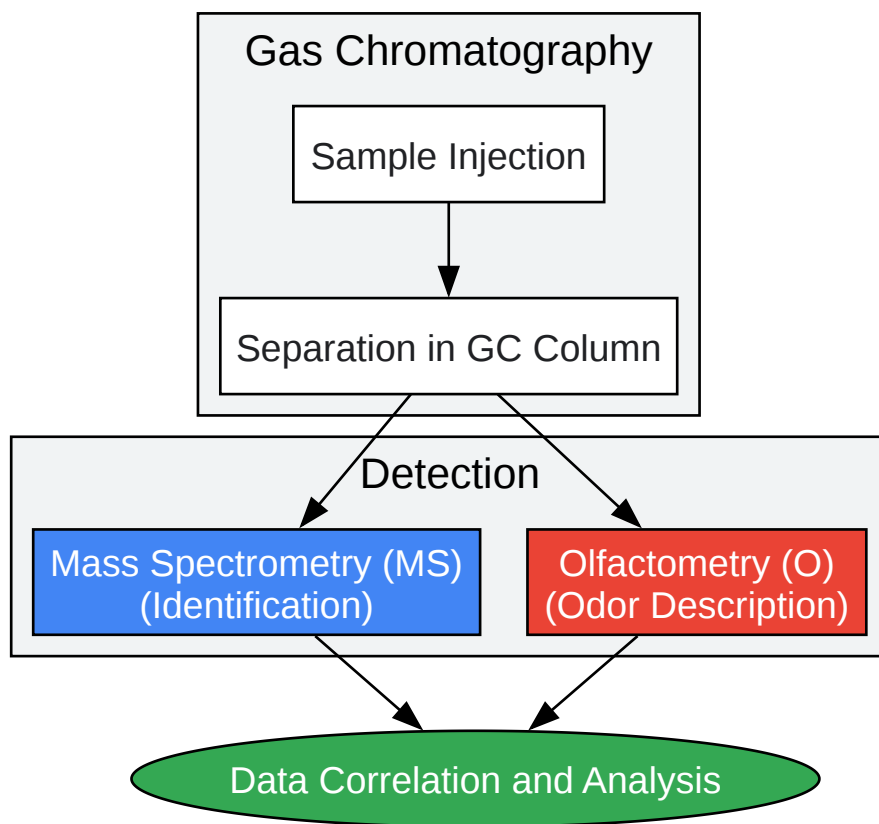 Gas Chromatography
Sample Injection
Separation in GC Column
Detection
Mass Spectrometry (MS)
(Identification)
Olfactometry (O)
(Odor Description)
Data Correlation and Analysis